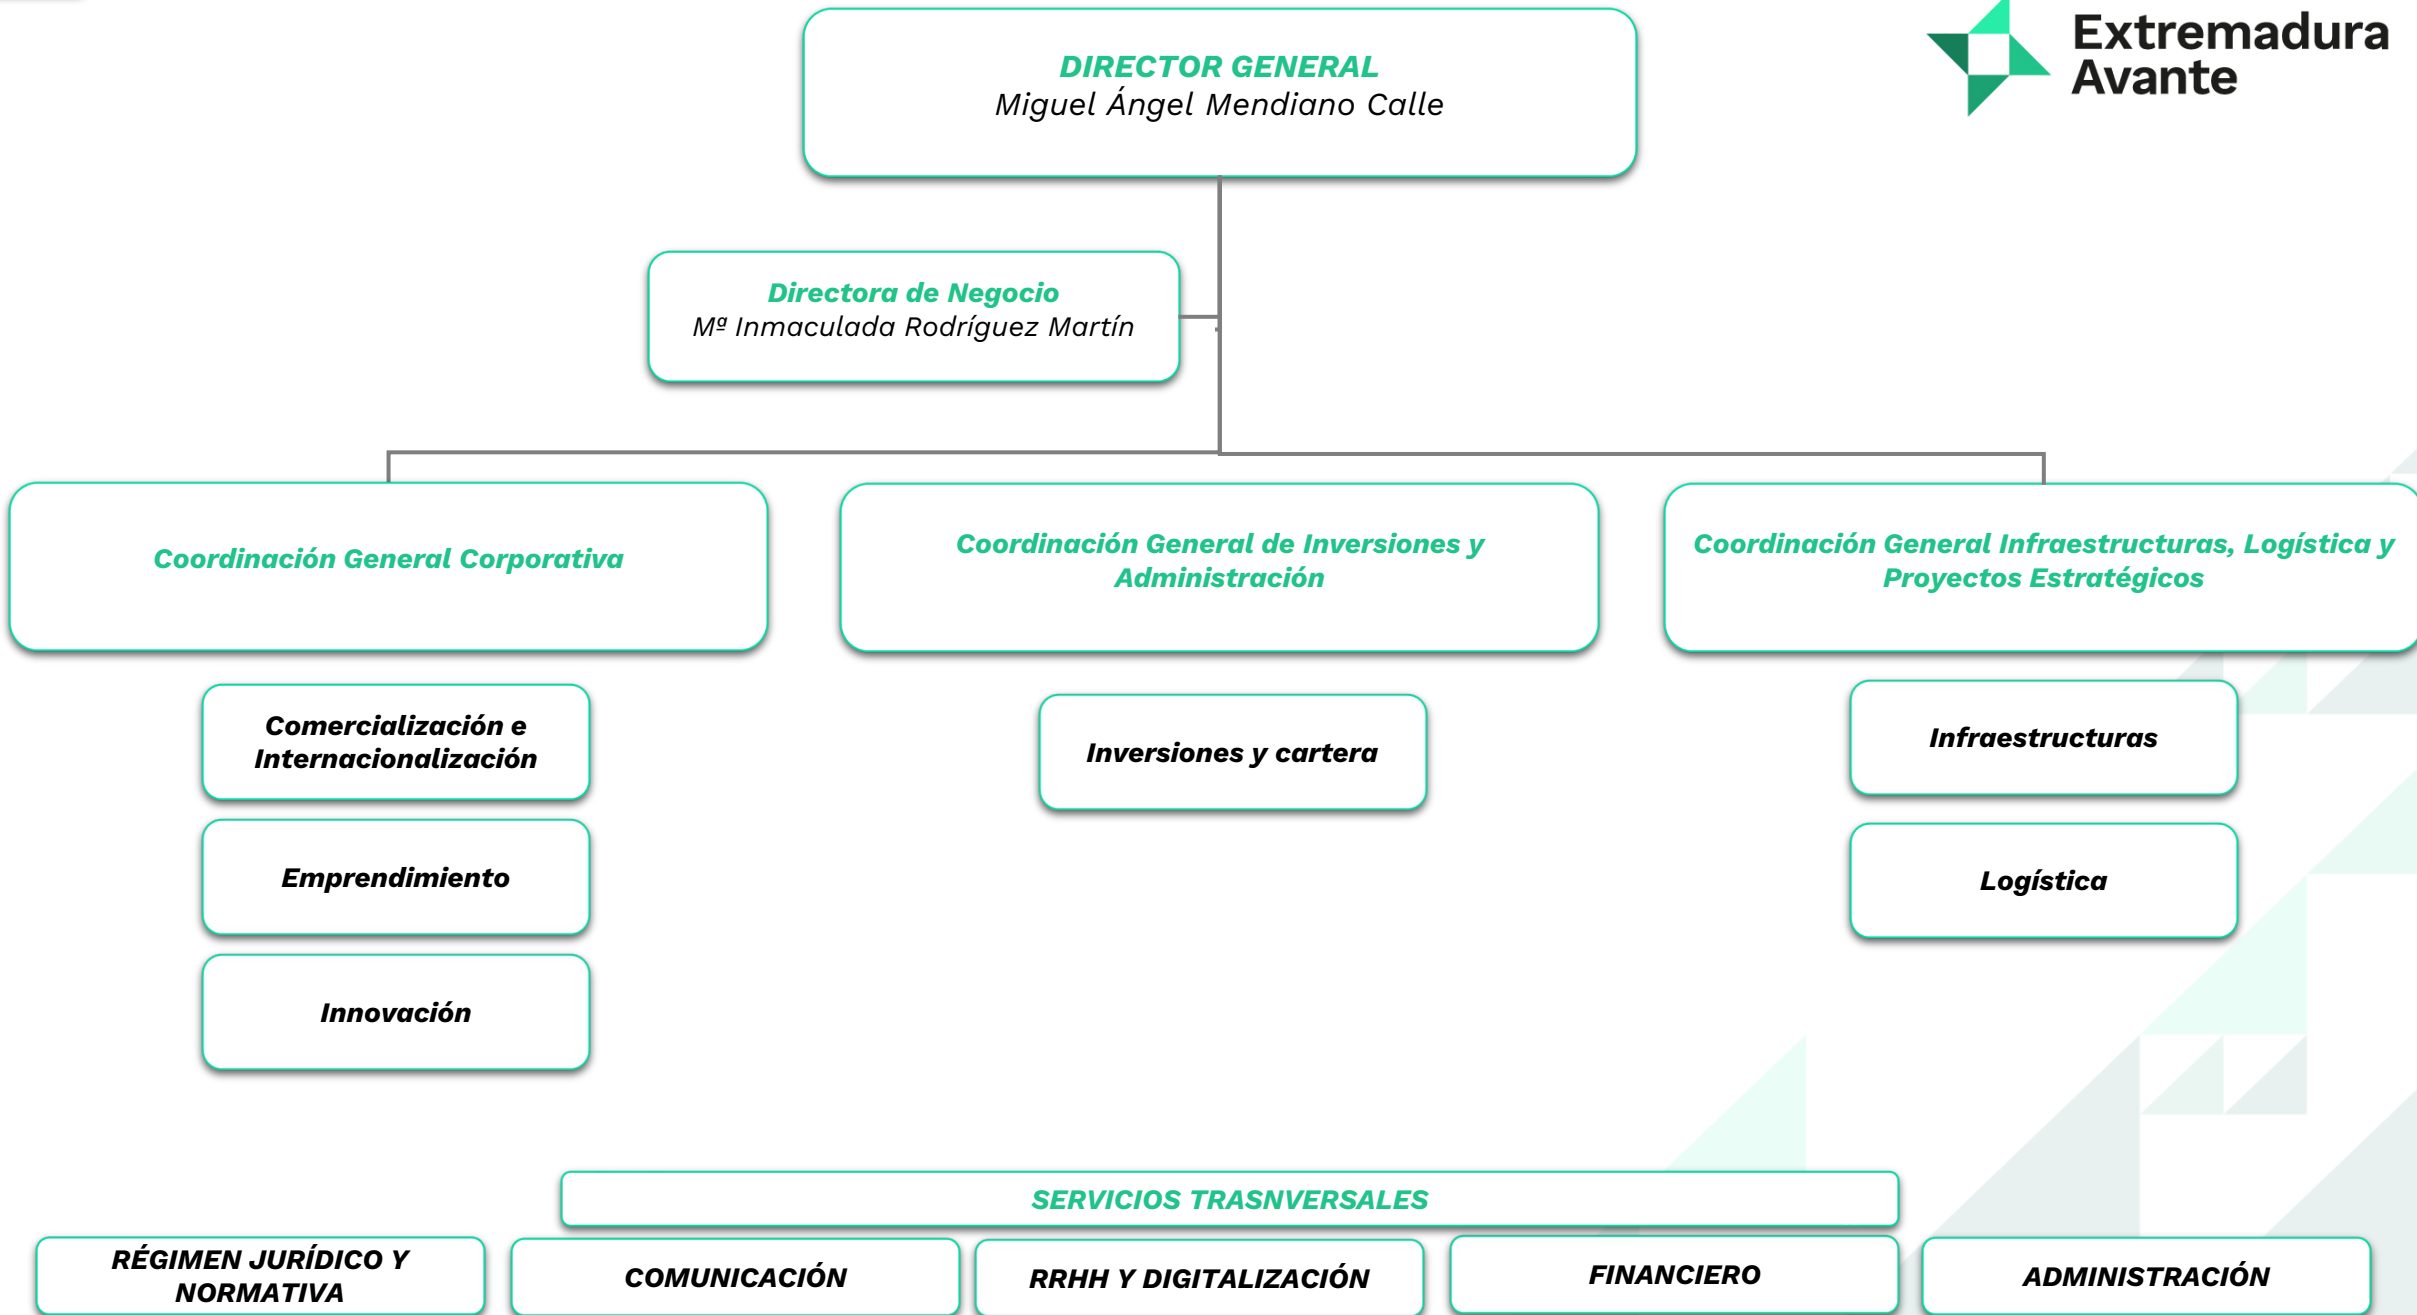 Extremadura
Avante
DIRECTOR GENERAL
Miguel Ángel Mendiano Calle
Directora de Negocio
Mª Inmaculada Rodríguez Martín
Coordinación General Corporativa
Coordinación General de Inversiones y
Administración
Coordinación General Infraestructuras, Logística y
Proyectos Estratégicos
Comercialización e
Internacionalización
Emprendimiento
Innovación
Inversiones y cartera
Infraestructuras
Logística
SERVICIOS TRASNVERSALES
RÉGIMEN JURÍDICO Y
NORMATIVA
COMUNICACIÓN
RRHH Y DIGITALIZACIÓN
FINANCIERO
ADMINISTRACIÓN